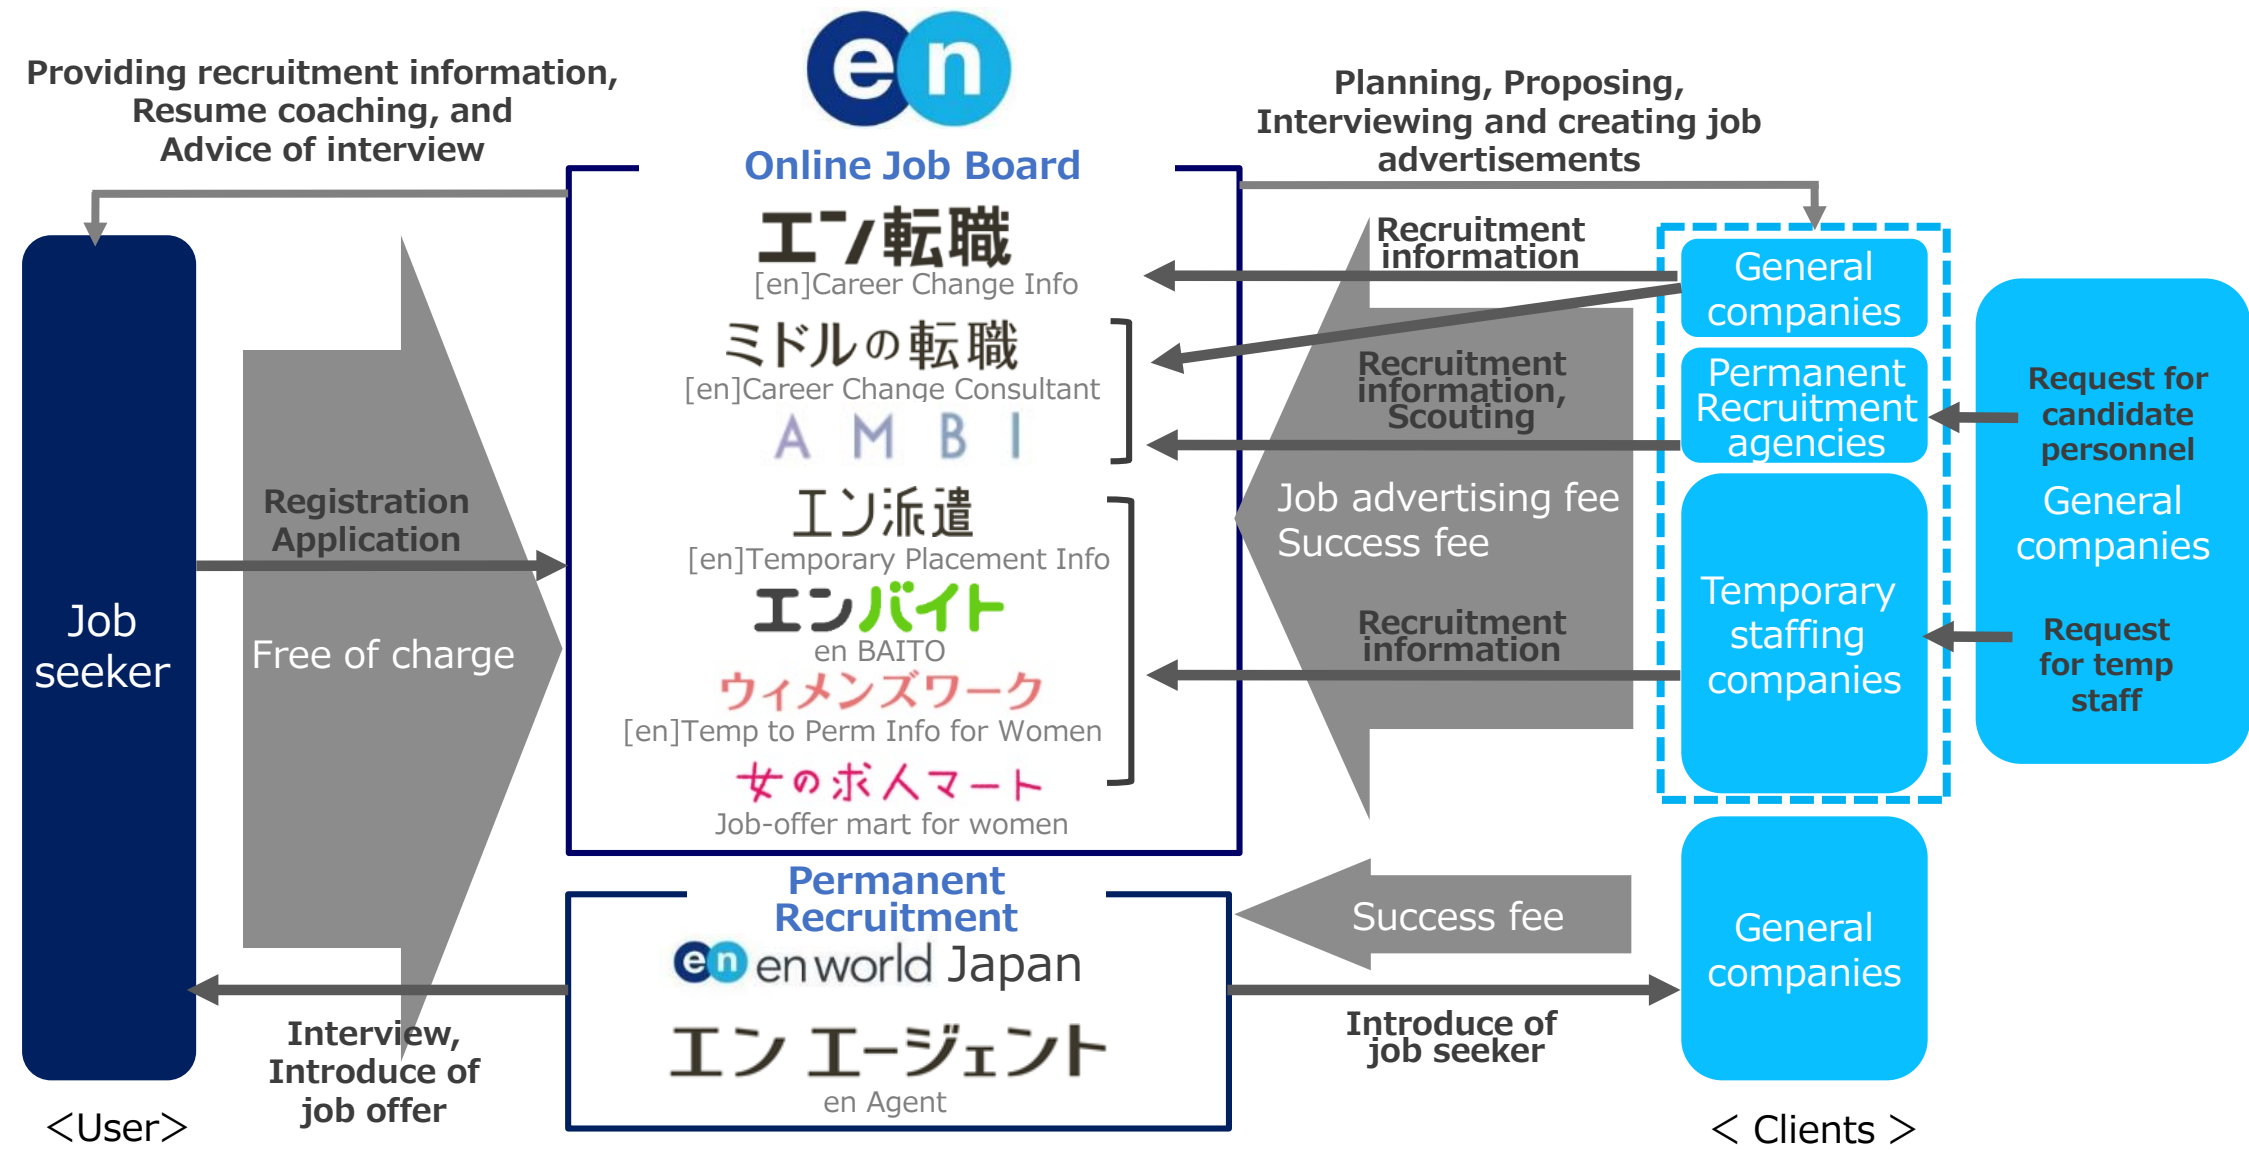 en
Providing recruitment information,
Resume coaching, and
Advice of interview
Planning, Proposing,
Interviewing and creating job
advertisements
Online Job Board
エン転職
[en]Career Change Info
ミドルの転職
[en]Career Change Consultant
AMBI
エン派遣
[en]Temporary Placement Info
エンバイト
en BAITO
ウィメンズワーク
[en]Temp to Perm Info for Women
女の求人マート
Job-offer mart for women
Registration
Application
Free of charge
Job
seeker
Recruitment
information
Recruitment
information,
Scouting
Job advertising fee
Success fee
Recruitment
information
General
companies
Permanent
Recruitment
agencies
Temporary
staffing
companies
Request for
candidate
personnel
General
companies
Request
for temp
staff
Permanent
Recruitment
en en world Japan
エン エージェント
en Agent
Interview,
Introduce of
job offer
Success fee
Introduce of
job seeker
General
companies
＜User＞
＜ Clients ＞